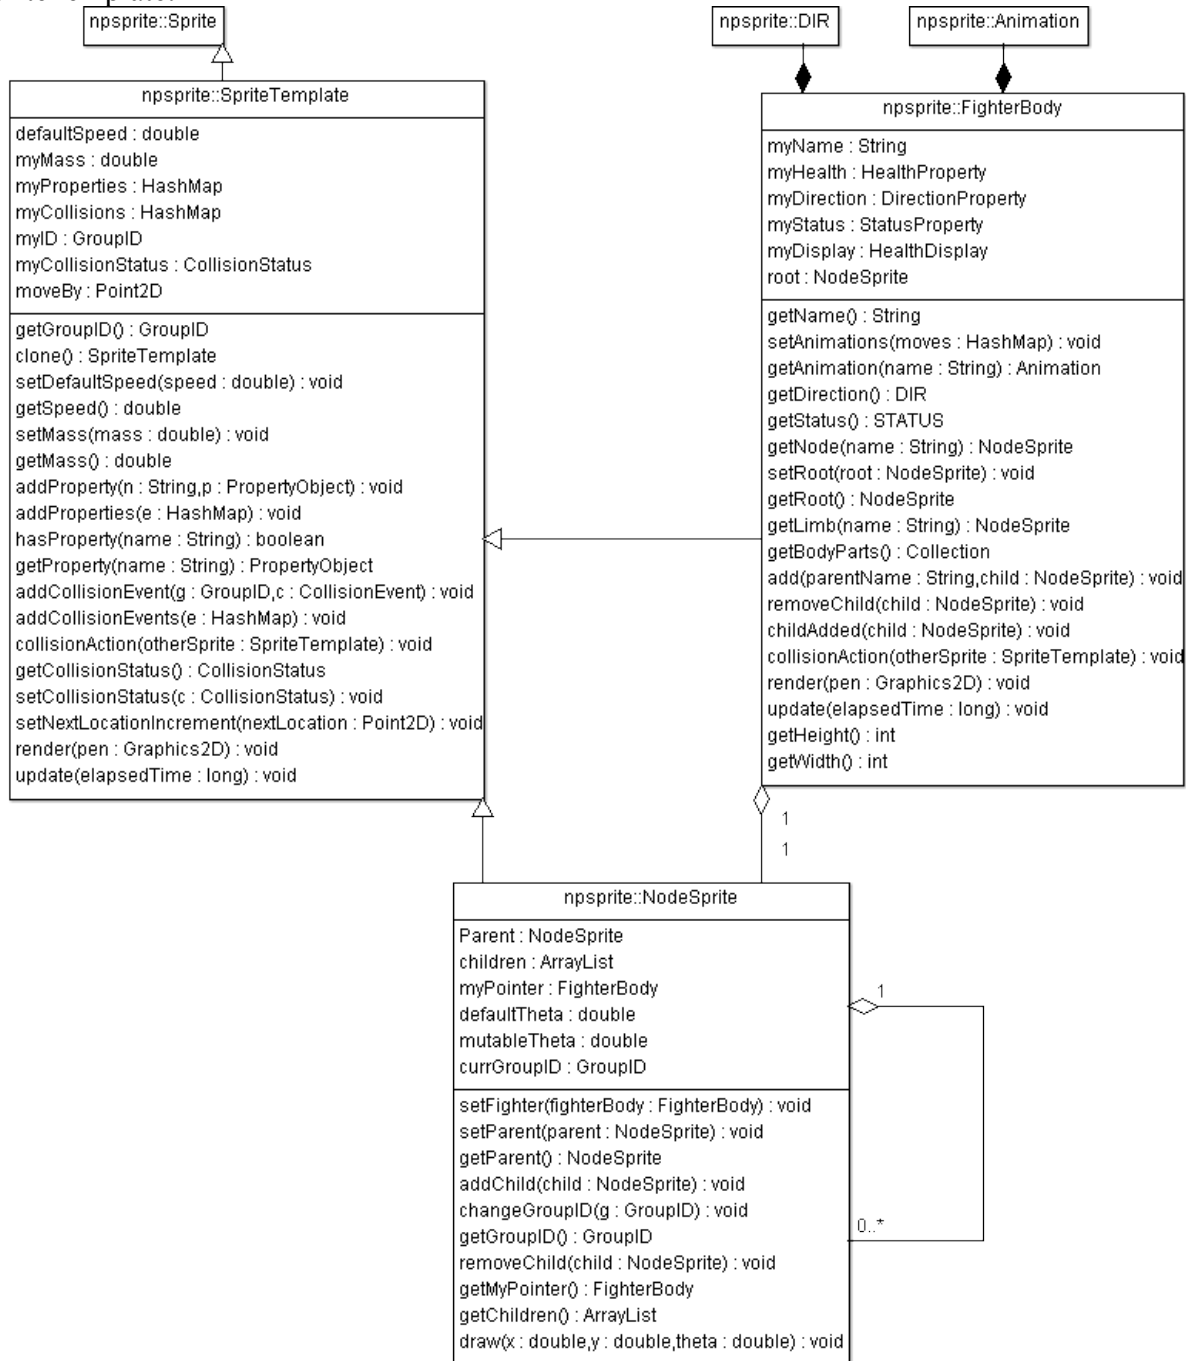 npsprite::Sprite
npsprite::DIR
npsprite::Animation
npsprite::SpriteTemplate
defaultSpeed : double
myMass : double
myProperties : HashMap
myCollisions : HashMap
myID : GroupID
myCollisionStatus : CollisionStatus
moveBy : Point2D
getGroupID() : GroupID
clone() : SpriteTemplate
setDefaultSpeed(speed : double) : void
getSpeed() : double
setMass(mass : double) : void
getMass() : double
addProperty(n : String,p : PropertyObject) : void
addProperties(e : HashMap) : void
hasProperty(name : String) : boolean
getProperty(name : String) : PropertyObject
addCollisionEvent(g : GroupID,c : CollisionEvent) : void
addCollisionEvents(e : HashMap) : void
collisionAction(otherSprite : SpriteTemplate) : void
getCollisionStatus() : CollisionStatus
setCollisionStatus(c : CollisionStatus) : void
setNextLocationIncrement(nextLocation : Point2D) : void
render(pen : Graphics2D) : void
update(elapsedTime : long) : void
npsprite::FighterBody
myName : String
myHealth : HealthProperty
myDirection : DirectionProperty
myStatus : StatusProperty
myDisplay : HealthDisplay
root : NodeSprite
getName() : String
setAnimations(moves : HashMap) : void
getAnimation(name : String) : Animation
getDirection() : DIR
getStatus() : STATUS
getNode(name : String) : NodeSprite
setRoot(root : NodeSprite) : void
getRoot() : NodeSprite
getLimb(name : String) : NodeSprite
getBodyParts() : Collection
add(parentName : String,child : NodeSprite) : void
removeChild(child : NodeSprite) : void
childAdded(child : NodeSprite) : void
collisionAction(otherSprite : SpriteTemplate) : void
render(pen : Graphics2D) : void
update(elapsedTime : long) : void
getHeight() : int
getWidth() : int
1
1
npsprite::NodeSprite
Parent : NodeSprite
children : ArrayList
myPointer : FighterBody
defaultTheta : double
mutableTheta : double
currGroupID : GroupID
setFighter(fighterBody : FighterBody) : void
setParent(parent : NodeSprite) : void
getParent() : NodeSprite
addChild(child : NodeSprite) : void
changeGroupID(g : GroupID) : void
getGroupID() : GroupID
removeChild(child : NodeSprite) : void
getMyPointer() : FighterBody
getChildren() : ArrayList
draw(x : double,y : double,theta : double) : void
1
0..*